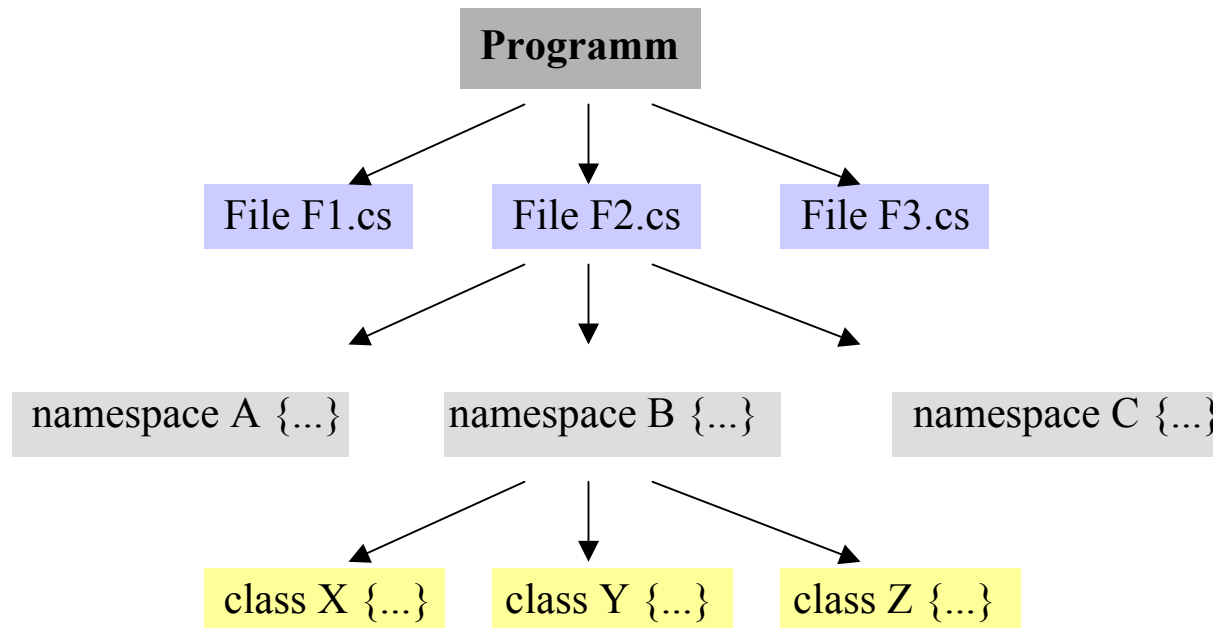 Programm
File F1.cs
File F2.cs
File F3.cs
namespace A {...}
namespace B {...}
namespace C {...}
class X {...}
class Y {...}
class Z {...}